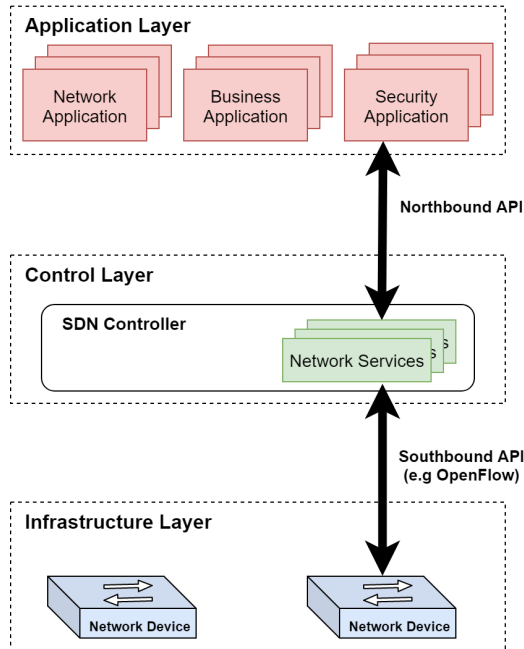 Application Layer
Network
Application
Business
Application
Security
Application
Northbound API
Control Layer
SDN Controller
s
s
Network Services
Southbound API
(e.g OpenFlow)
Infrastructure Layer
Network Device
Network Device